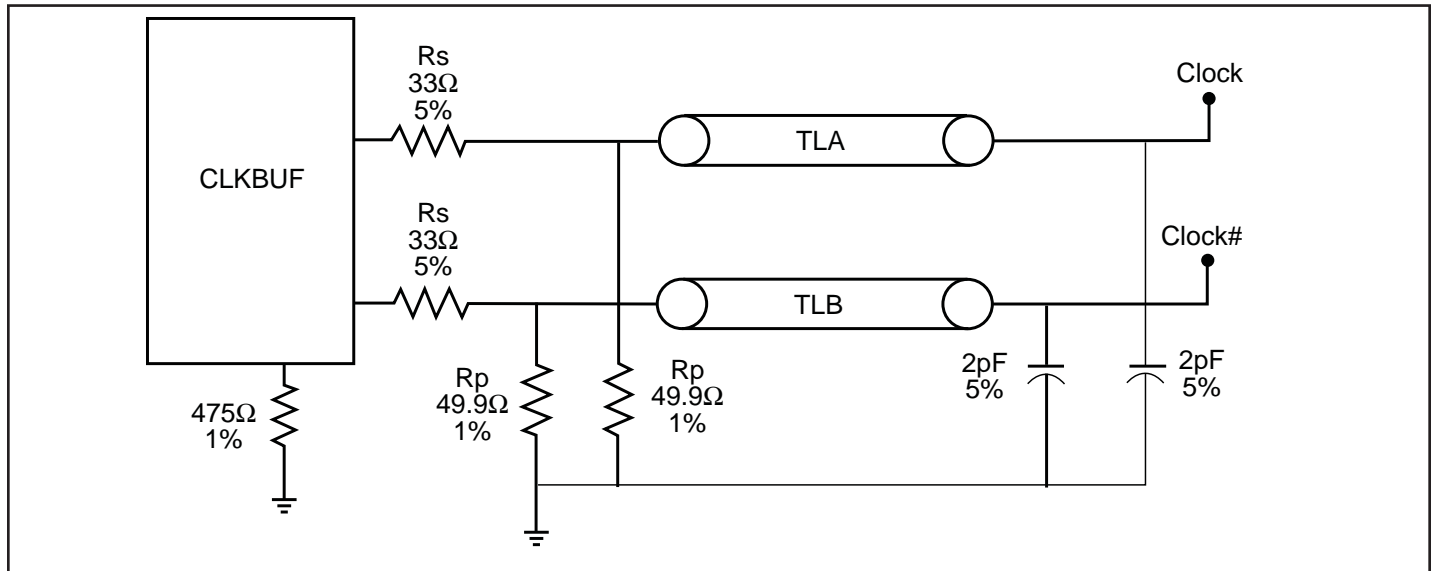 Rs
33Ω
5%
Clock
TLA
CLKBUF
Rs
33Ω
5%
Clock#
TLB
475Ω
1%
Rp
49.9Ω
1%
Rp
49.9Ω
1%
2pF
5%
2pF
5%